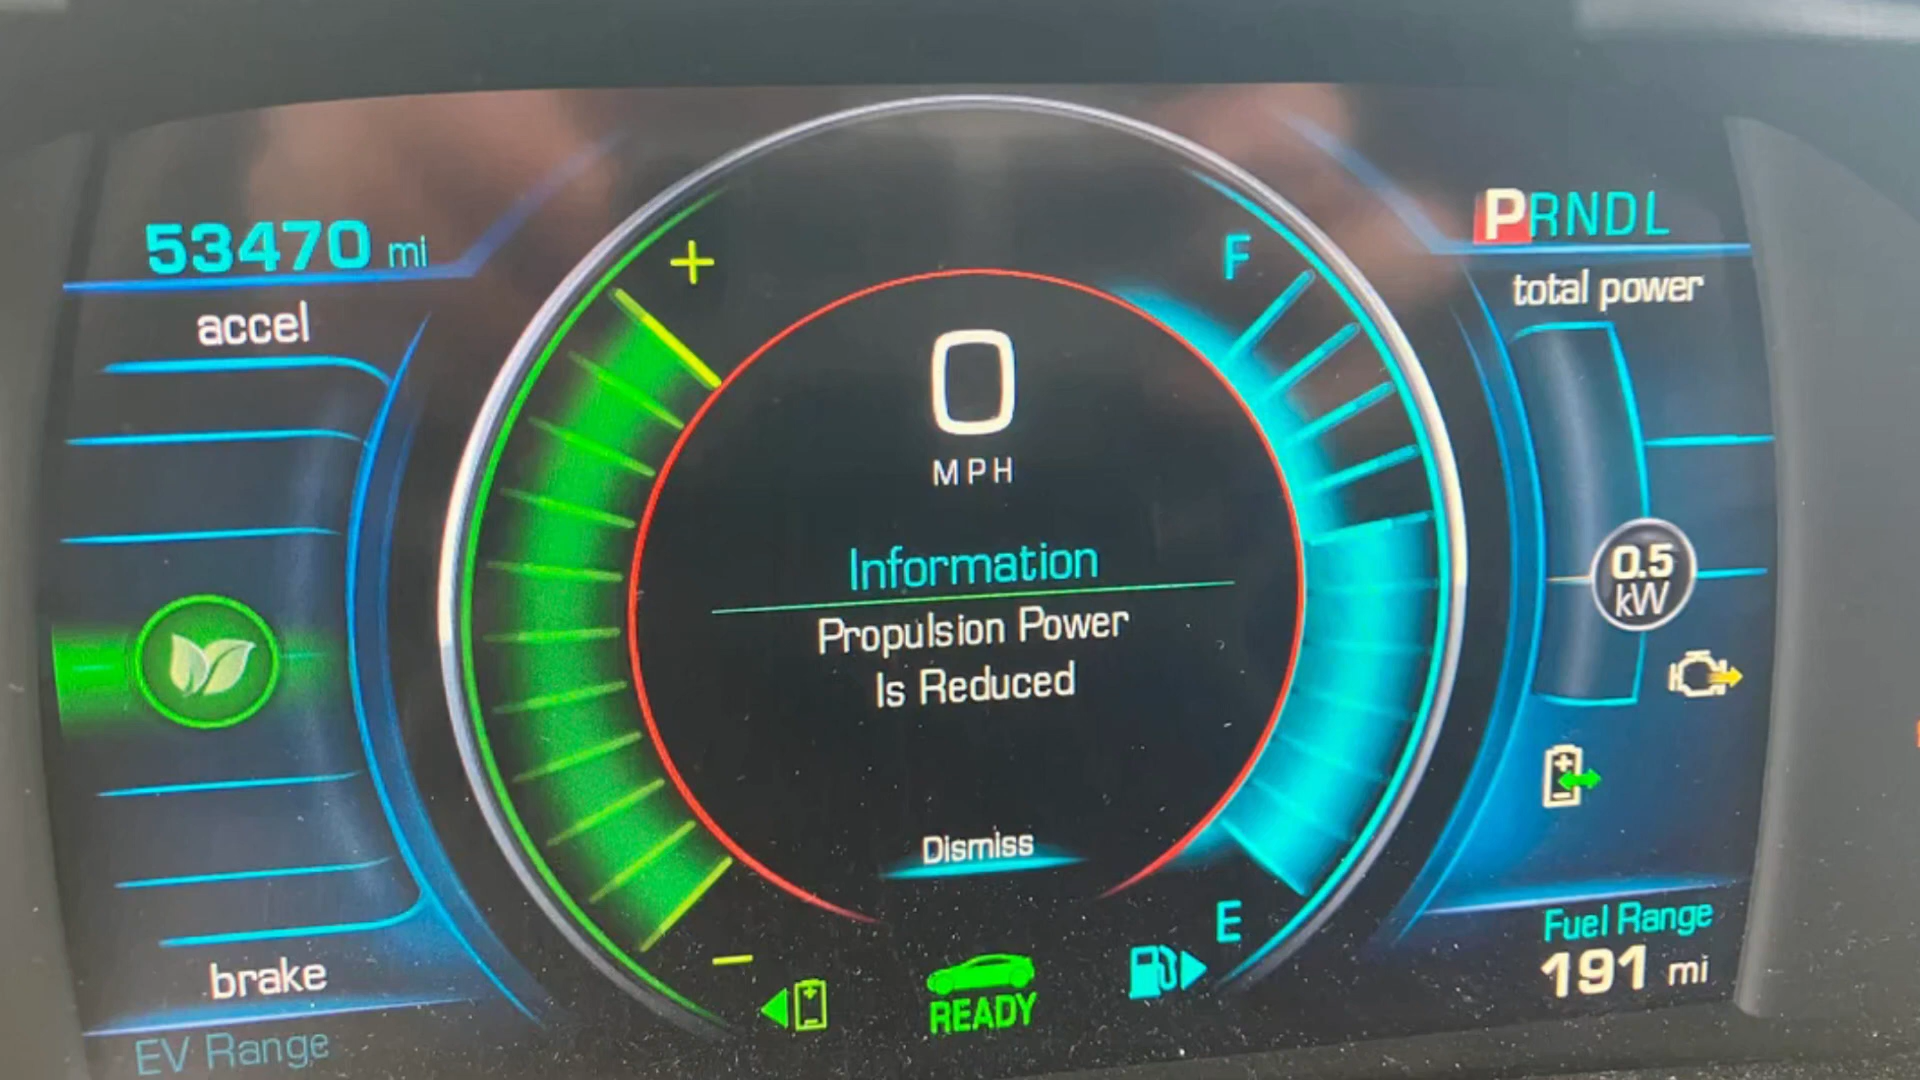 53470 mi
accel
+
F
PRNDL
total power
0
MPH
0.5
kW
Information
Propulsion Power
Is Reduced
Dismiss
E
−
READY
brake
EV Range
Fuel Range
191 mi